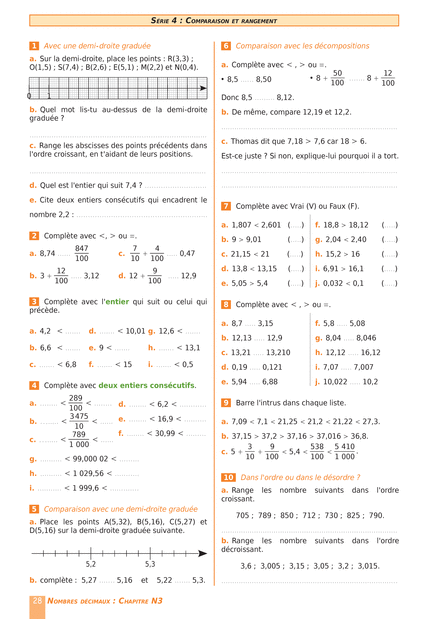 SÉRIE 4 : COMPARAISON ET RANGEMENT
1 Avec une demi-droite graduée
a. Sur la demi-droite, place les points : R(3,3) ;
O(1,5) ; S(7,4) ; B(2,6) ; E(5,1) ; M(2,2) et N(0,4).
0 1
b. Quel mot lis-tu au-dessus de la demi-droite
graduée ?
c. Range les abscisses des points précédents dans
l'ordre croissant, en t'aidant de leurs positions.
d. Quel est l'entier qui suit 7,4 ? ........................
e. Cite deux entiers consécutifs qui encadrent le
nombre 2,2 : ........................
2 Complète avec <, > ou =.
a. 8,74 ...... 847/100 c. 7/10 + 4/100 ...... 0,47
b. 3 + 12/100 ...... 3,12 d. 12 + 9/100 ...... 12,9
3 Complète avec l'entier qui suit ou celui qui
précède.
a. 4,2 < ....... d. ....... < 10,01 g. 12,6 < .......
b. 6,6 < ....... e. 9 < ....... h. ....... < 13,1
c. ....... < 6,8 f. ....... < 15 i. ....... < 0,5
4 Complète avec deux entiers consécutifs.
a. ........ < 289/100 < ........ d. ........ < 6,2 < ........
b. ........ < 3475/10 < ........ e. ........ < 16,9 < ........
c. ........ < 789/1 000 < ........ f. ........ < 30,99 < ........
g. ........ < 99,000 02 < ........
h. ........ < 1 029,56 < ........
i. ........ < 1 999,6 < ........
5 Comparaison avec une demi-droite graduée
a. Place les points A(5,32), B(5,16), C(5,27) et
D(5,16) sur la demi-droite graduée suivante.
5,2 5,3
b. complète : 5,27 ...... 5,16 et 5,22 ...... 5,3.
6 Comparaison avec les décompositions
a. Complète avec < , > ou =.
• 8,5 ...... 8,50 • 8 + 50/100 ...... 8 + 12/100
Donc 8,5 ........ 8,12.
b. De même, compare 12,19 et 12,2.
c. Thomas dit que 7,18 > 7,6 car 18 > 6.
Est-ce juste ? Si non, explique-lui pourquoi il a tort.
7 Complète avec Vrai (V) ou Faux (F).
a. 1,807 < 2,601 (....) f. 18,8 > 18,12 (....)
b. 9 > 9,01 (....) g. 2,04 < 2,40 (....)
c. 21,15 < 21 (....) h. 15,2 > 16 (....)
d. 13,8 < 13,15 (....) i. 6,91 > 16,1 (....)
e. 5,05 > 5,4 (....) j. 0,032 < 0,1 (....)
8 Complète avec < , > ou =.
a. 8,7 ...... 3,15 f. 5,8 ...... 5,08
b. 12,13 ...... 12,9 g. 8,04 ...... 8,046
c. 13,21 ...... 13,210 h. 12,12 ...... 16,12
d. 0,19 ...... 0,121 i. 7,07 ...... 7,007
e. 5,94 ...... 6,88 j. 10,022 ...... 10,2
9 Barre l'intrus dans chaque liste.
a. 7,09 < 7,1 < 21,25 < 21,2 < 21,22 < 27,3.
b. 37,15 > 37,2 > 37,16 > 37,016 > 36,8.
c. 5 + 3/10 + 9/100 < 5,4 < 538/100 < 5 410/1 000.
10 Dans l'ordre ou dans le désordre ?
a. Range les nombre suivants dans l'ordre
croissant.
705 ; 789 ; 850 ; 712 ; 730 ; 825 ; 790.
b. Range les nombre suivants dans l'ordre
décroissant.
3,6 ; 3,005 ; 3,15 ; 3,05 ; 3,2 ; 3,015.
28 NOMBRES DÉCIMAUX : CHAPITRE N3